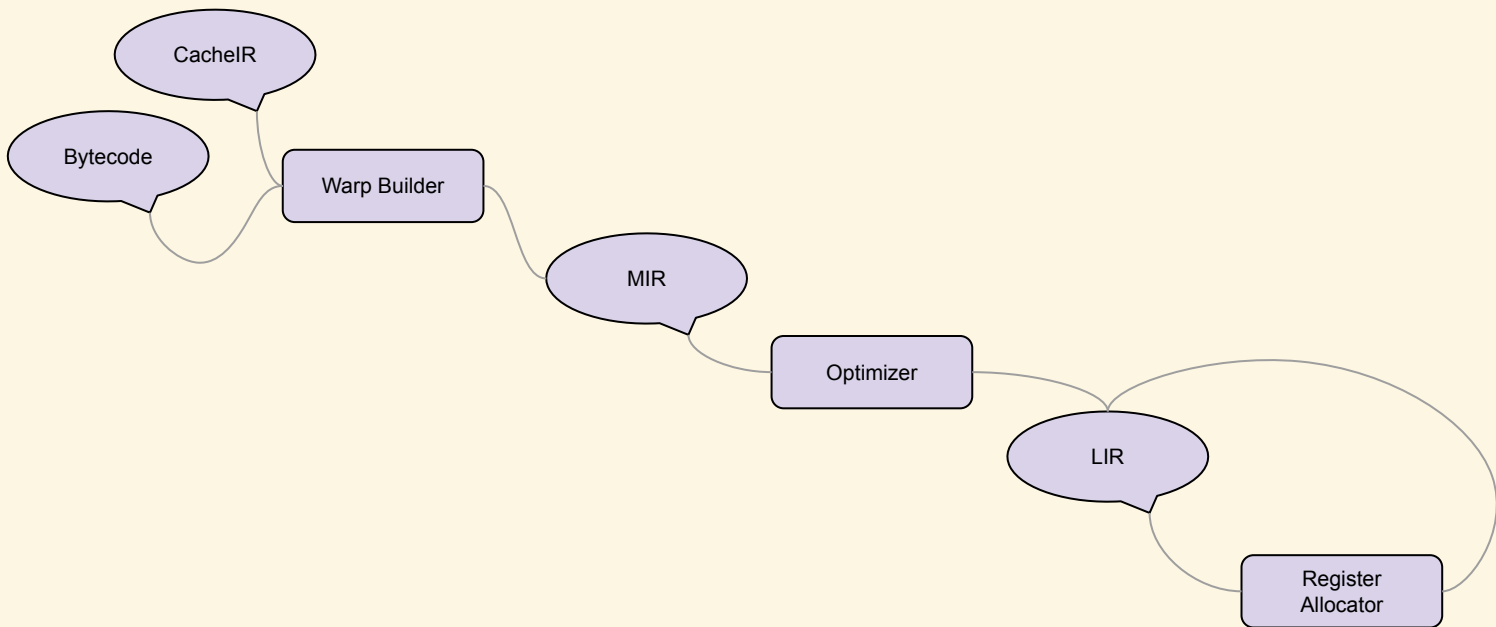 CacheIR
Bytecode
Warp Builder
MIR
Optimizer
LIR
Register
Allocator